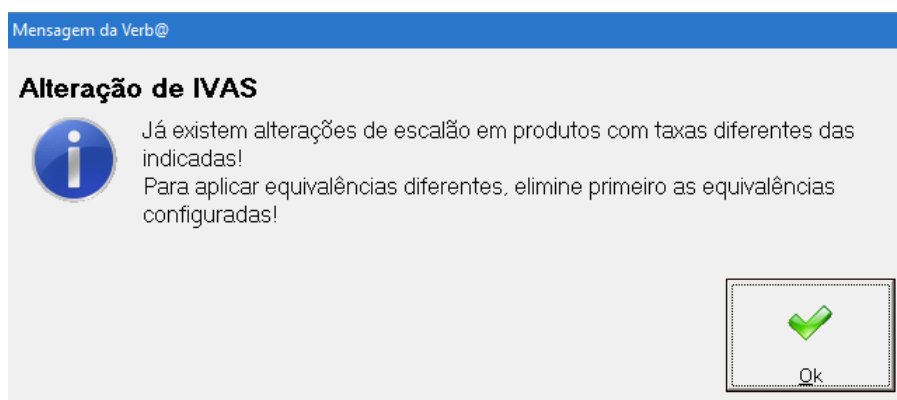 Mensagem da Verb@
Alteração de IVAS
Já existem alterações de escalão em produtos com taxas diferentes das
indicadas!
Para aplicar equivalências diferentes, elimine primeiro as equivalências
configuradas!
Ok